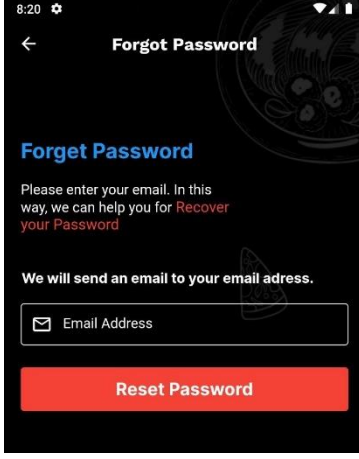 8:20
Forgot Password
Forget Password
Please enter your email. In this
way, we can help you for Recover
your Password
We will send an email to your email adress.
Email Address
Reset Password